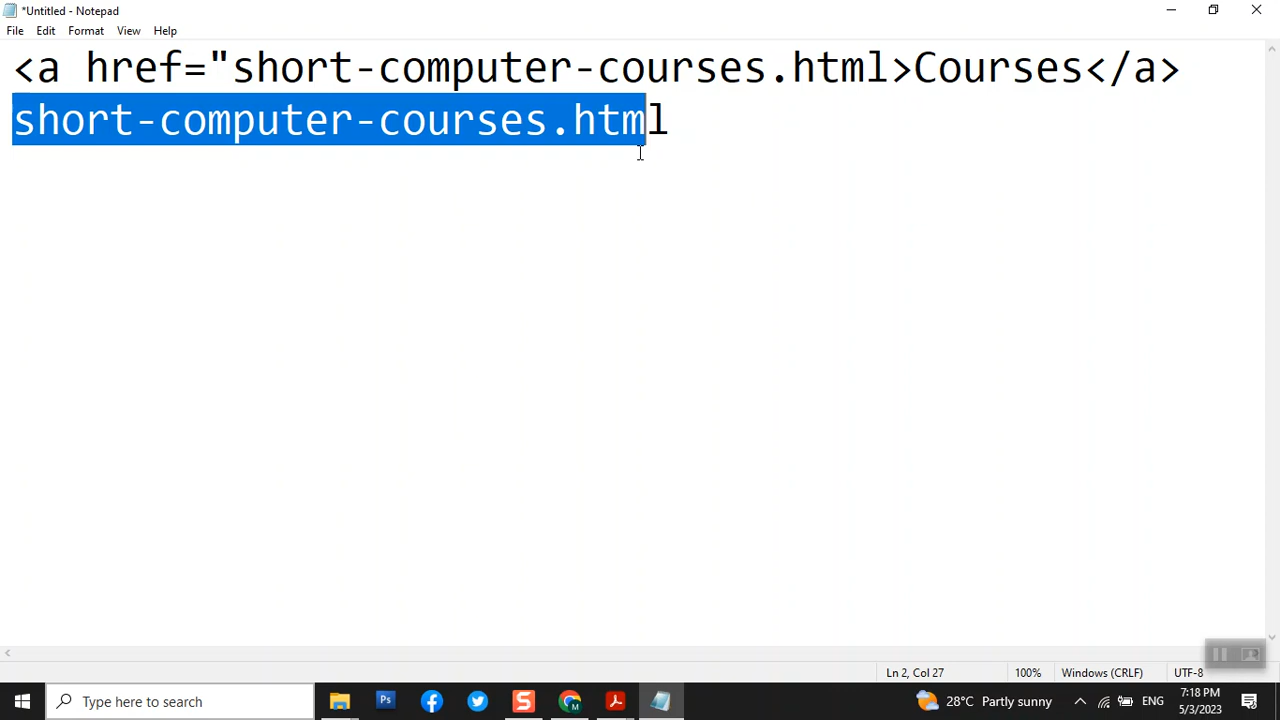 *Untitled - Notepad
File Edit Format View Help
<a href="short-computer-courses.html>Courses</a>
short-computer-courses.html
Ln 2, Col 27 100% Windows (CRLF) UTF-8
Type here to search Ps S M 28°C Partly sunny ENG 7:18 PM
5/3/2023